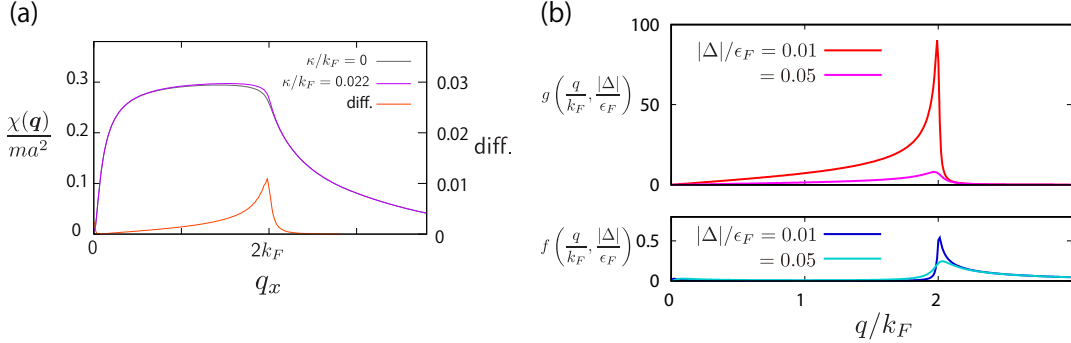 (a)
χ(q)/ma²
0.3
0.2
0.1
0
κ/k_F = 0
κ/k_F = 0.022
diff.
0.03
0.02
0.01
0
diff.
0
2k_F
q_x
(b)
g(q/k_F, |Δ|/ϵ_F)
100
50
0
|Δ|/ϵ_F = 0.01
= 0.05
f(q/k_F, |Δ|/ϵ_F)
0.5
0
|Δ|/ϵ_F = 0.01
= 0.05
0
1
2
q/k_F